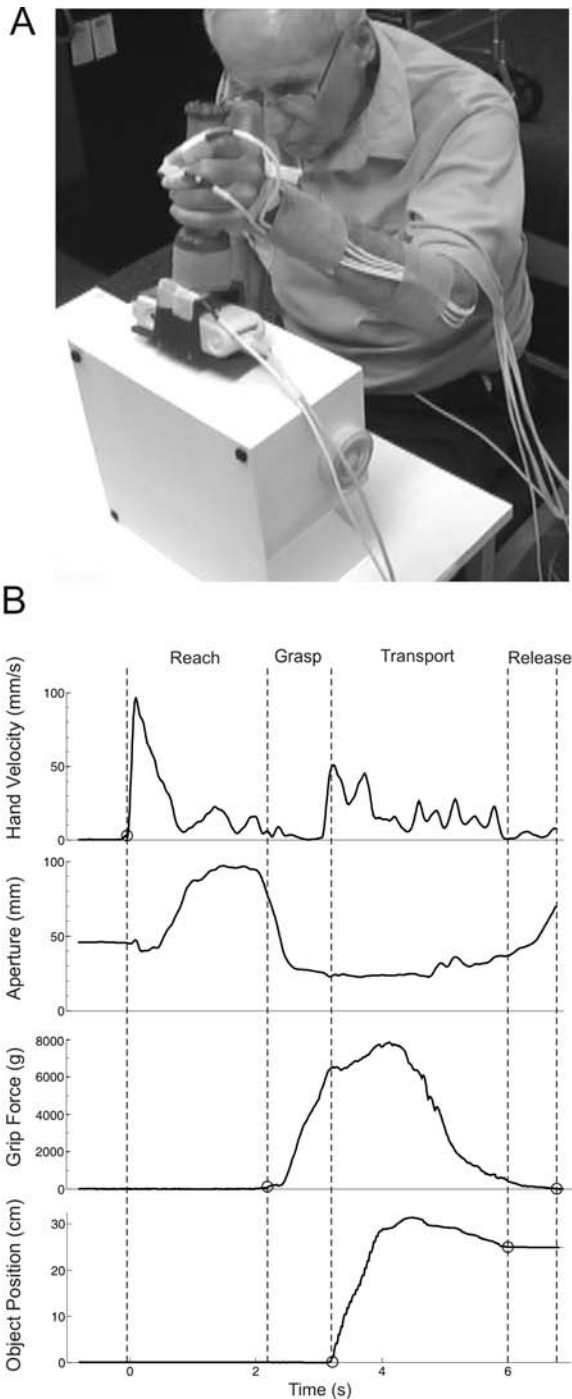 A
B
Reach Grasp Transport Release
Hand Velocity (mm/s)
100
50
0
Aperture (mm)
100
50
0
Grip Force (g)
8000
6000
4000
2000
0
Object Position (cm)
30
20
10
0
0 2 4 6
Time (s)